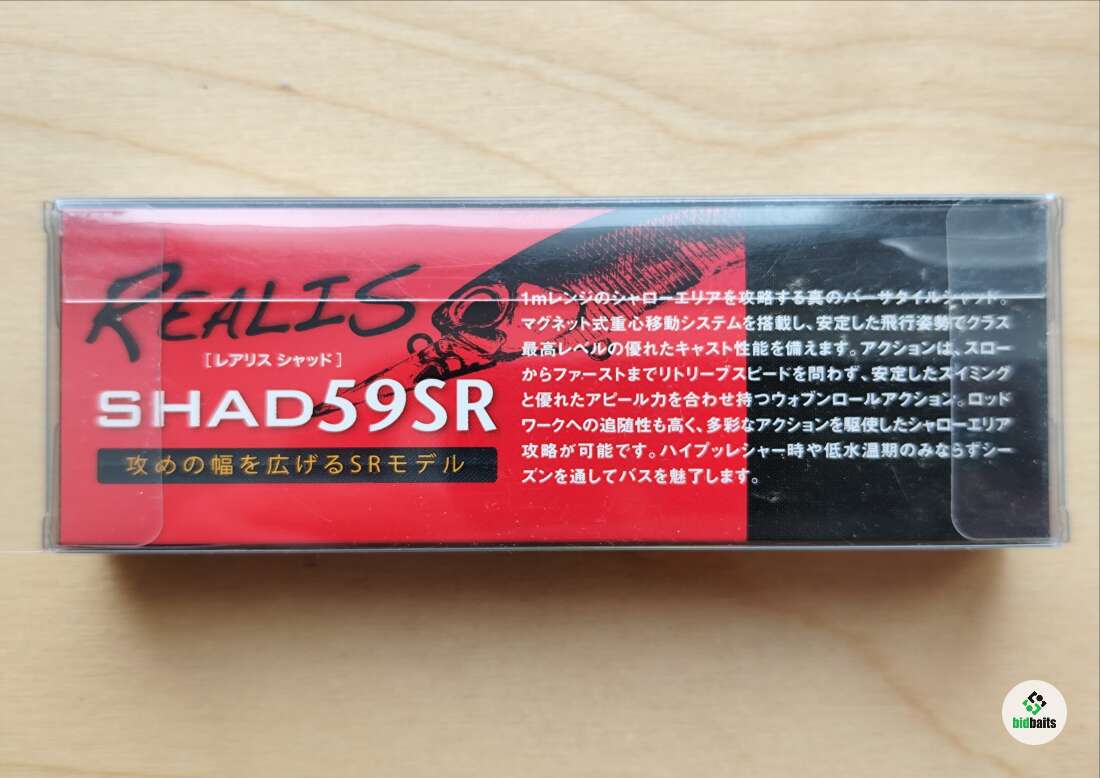 REALIS
[レアリス シャッド]
SHAD59SR
攻めの幅を広げるSRモデル
1mレンジのシャローエリアを攻略する真のバーサタイルシャッド。
マグネット式重心移動システムを搭載し、安定した飛行姿勢でクラス
最高レベルの優れたキャスト性能を備えます。アクションは、スロー
からファーストまでリトリーブスピードを問わず、安定したスイミング
と優れたアピール力を合わせ持つウォブンロールアクション。ロッド
ワークへの追随性も高く、多彩なアクションを駆使したシャローエリア
攻略が可能です。ハイプッレシャー時や低水温期のみならずシー
ズンを通してバスを魅了します。
bidbaits